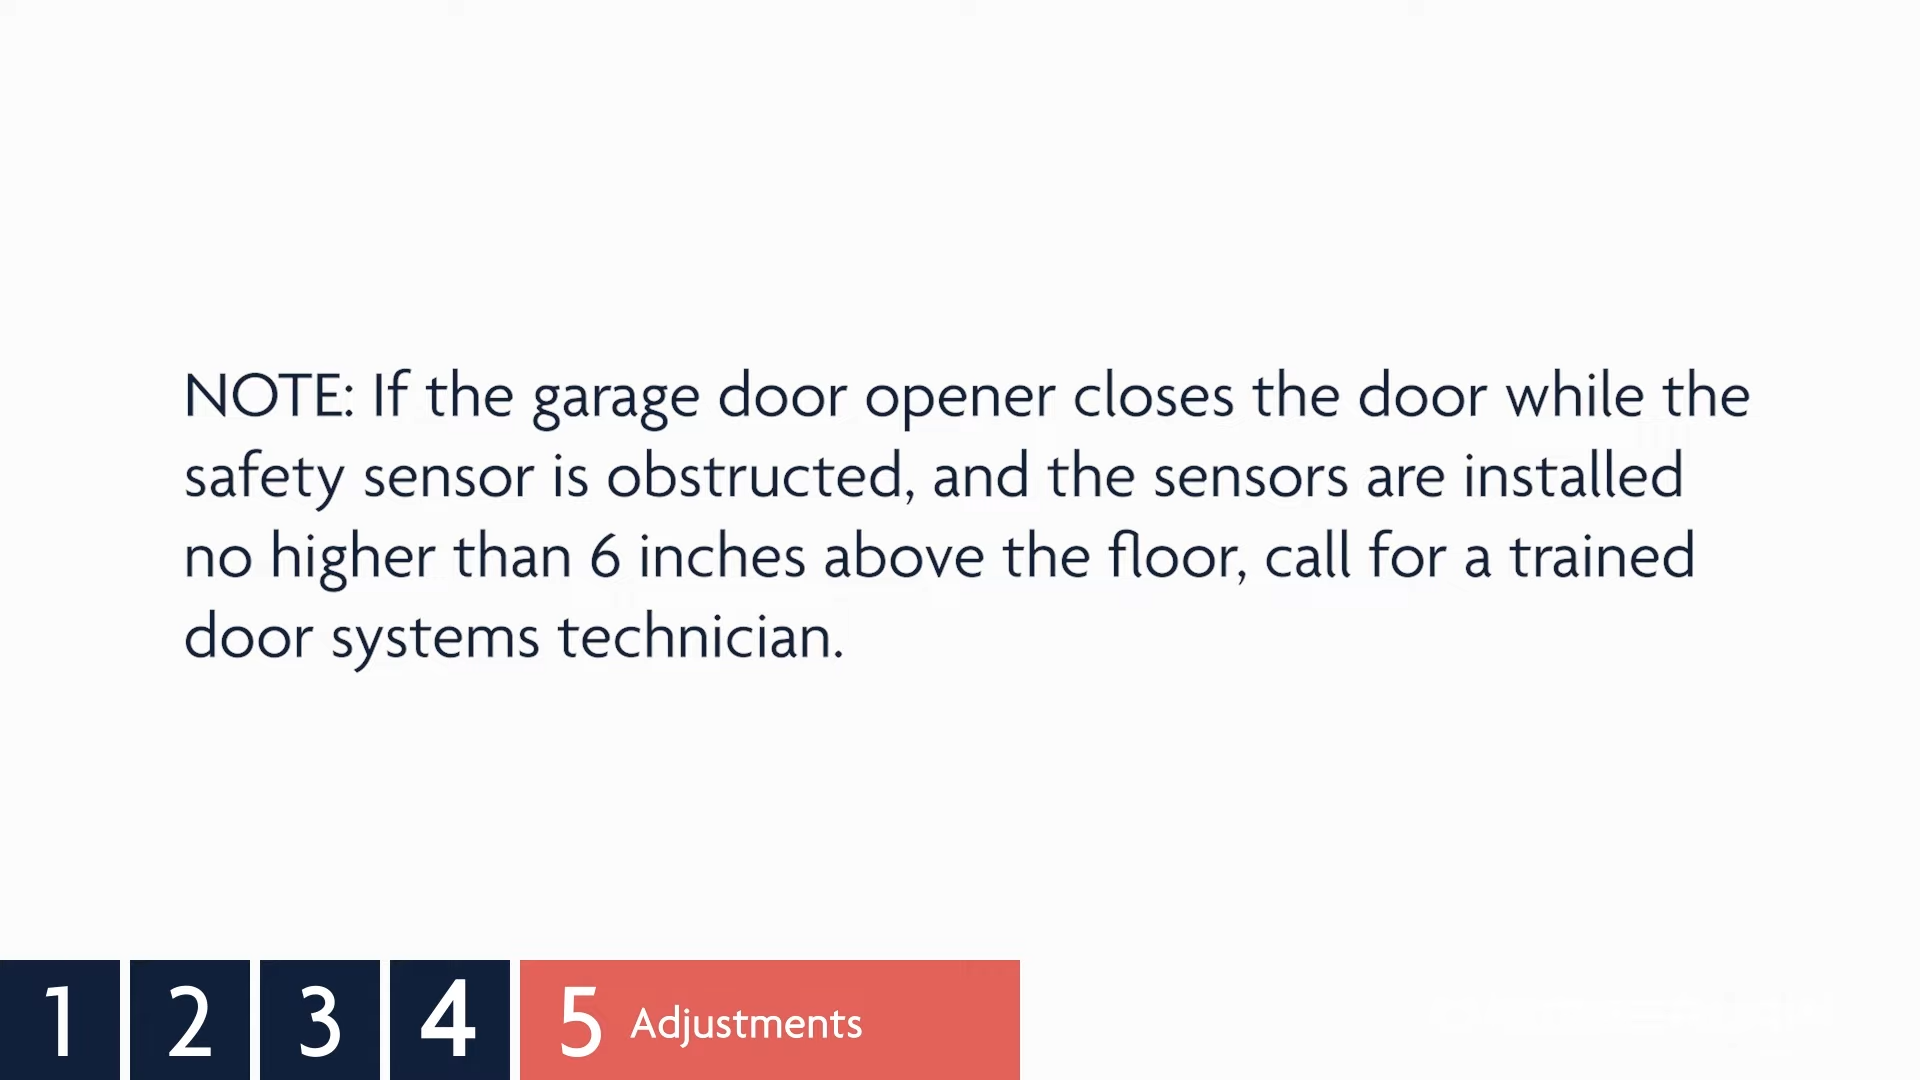 NOTE: If the garage door opener closes the door while the
safety sensor is obstructed, and the sensors are installed
no higher than 6 inches above the floor, call for a trained
door systems technician.
1 2 3 4 5 Adjustments